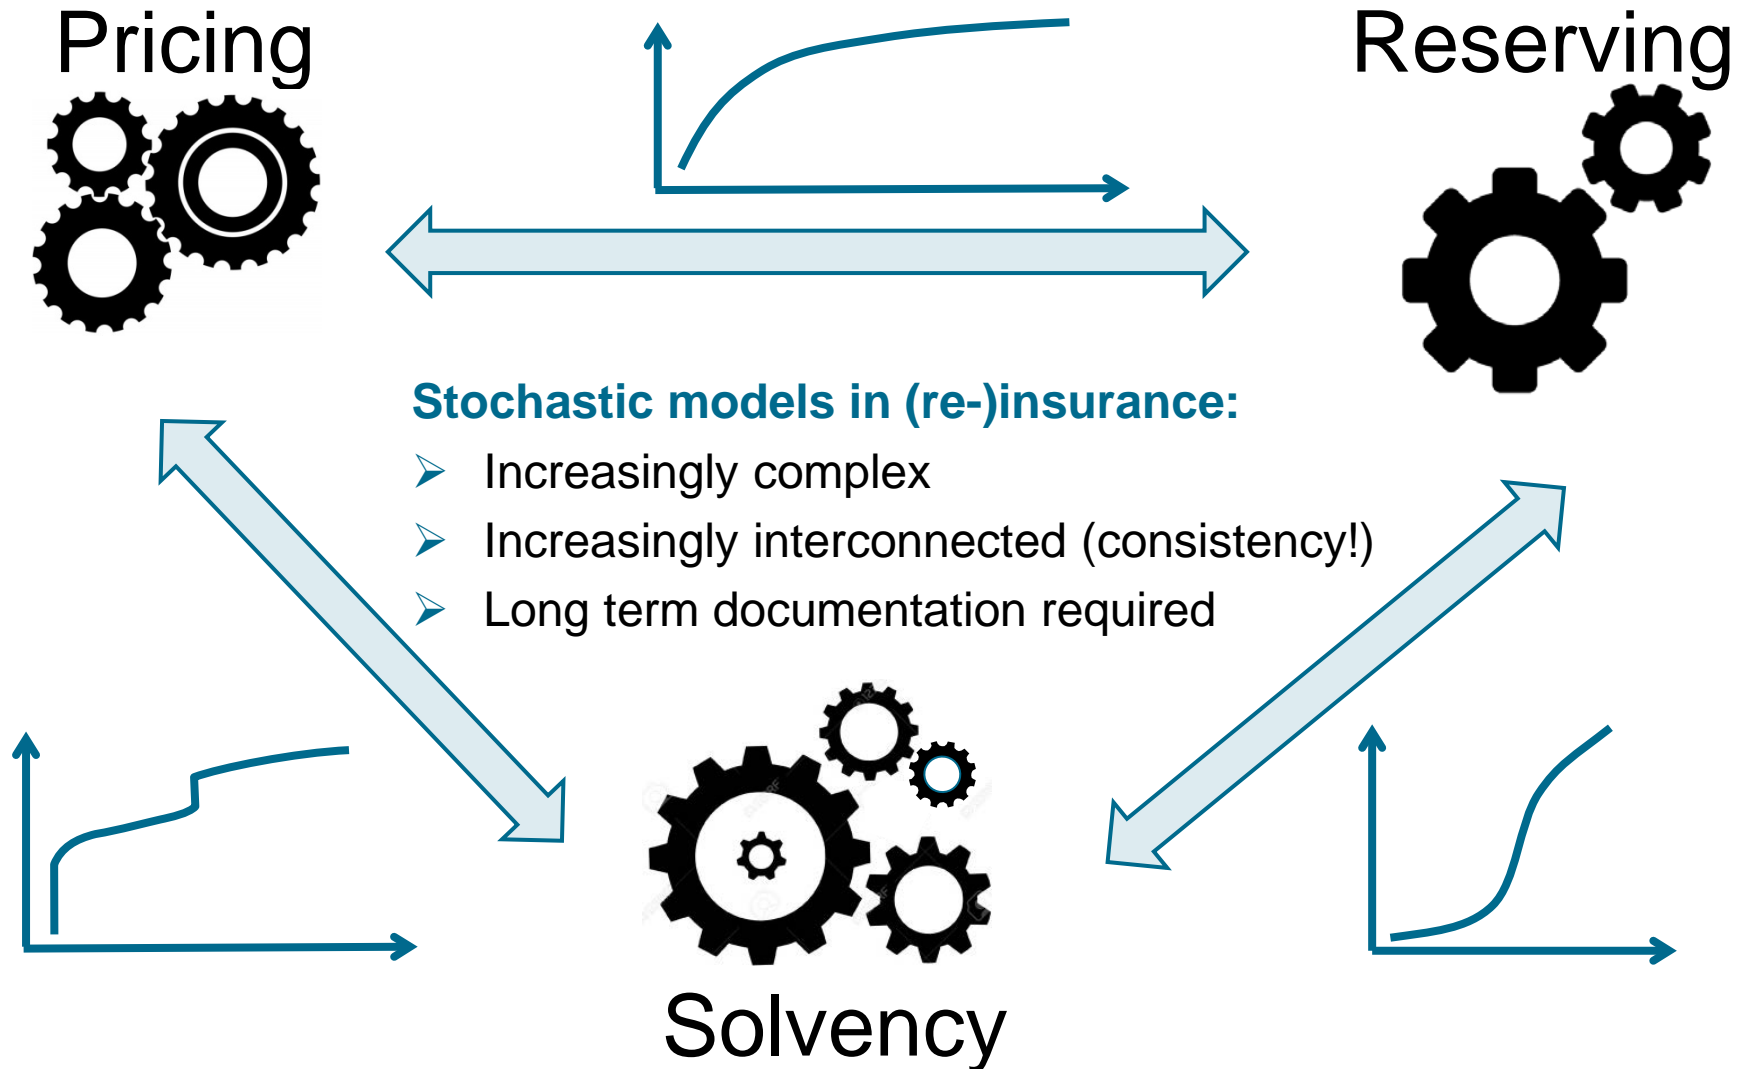 Pricing
Reserving
Stochastic models in (re-)insurance:
Increasingly complex
Increasingly interconnected (consistency!)
Long term documentation required
Solvency